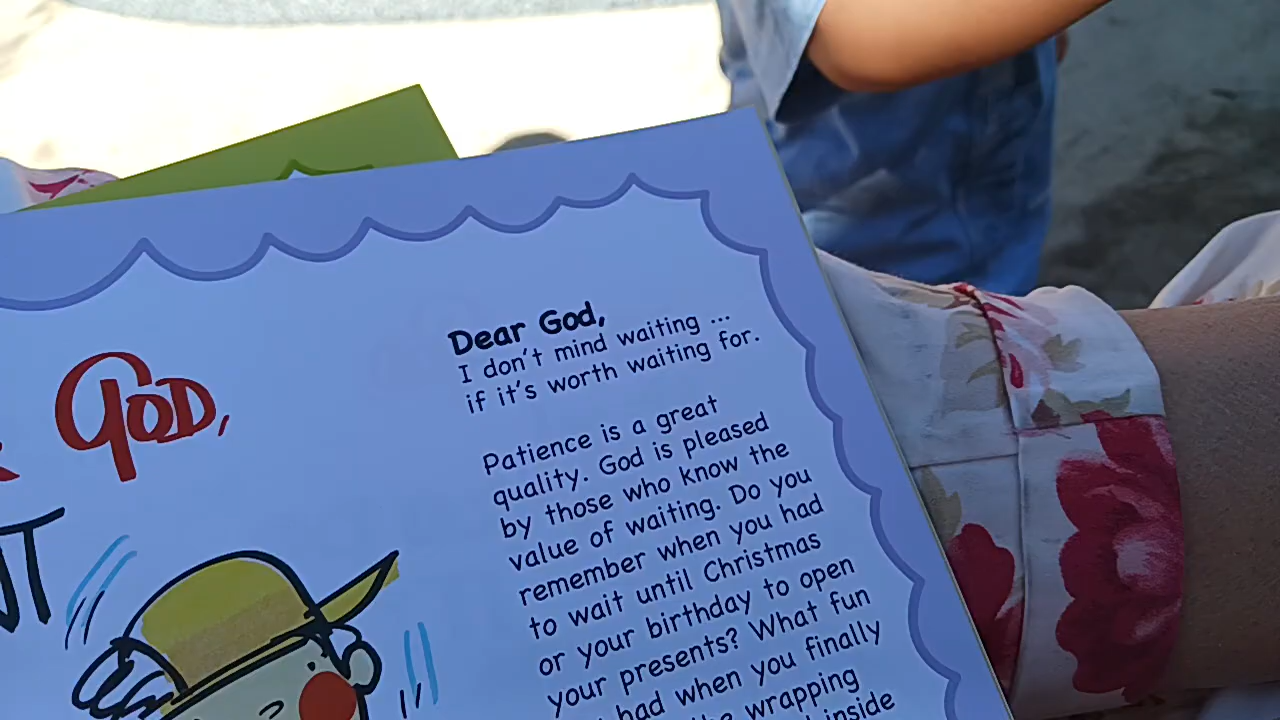 GOD,
Dear God,
I don't mind waiting ...
if it's worth waiting for.
Patience is a great
quality. God is pleased
by those who know the
value of waiting. Do you
remember when you had
to wait until Christmas
or your birthday to open
your presents? What fun
had when you finally
the wrapping
inside